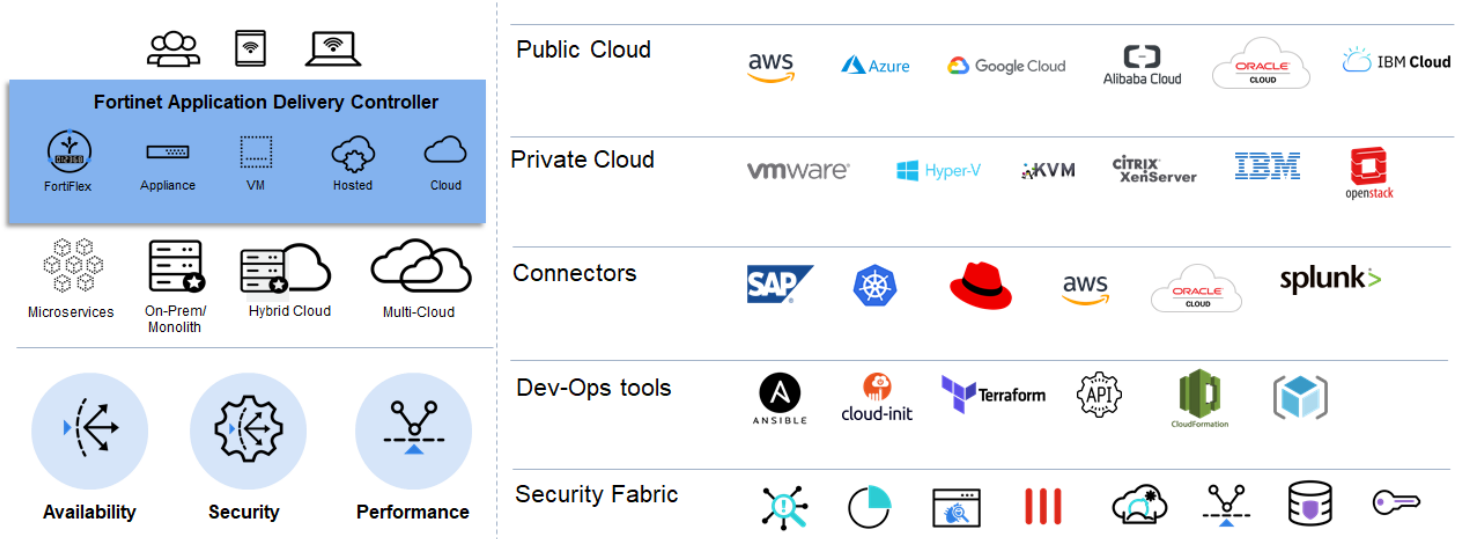 Fortinet Application Delivery Controller
FortiFlex
Appliance
VM
Hosted
Cloud
Microservices
On-Prem/
Monolith
Hybrid Cloud
Multi-Cloud
Availability
Security
Performance
Public Cloud
aws
Azure
Google Cloud
Alibaba Cloud
ORACLE
CLOUD
IBM Cloud
Private Cloud
vmware®
Hyper-V
KVM
CİTRIX
XenServer
IBM
openstack
Connectors
SAP
aws
ORACLE
CLOUD
splunk>
Dev-Ops tools
A
ANSIBLE
cloud-init
Terraform
API
CloudFormation
Security Fabric